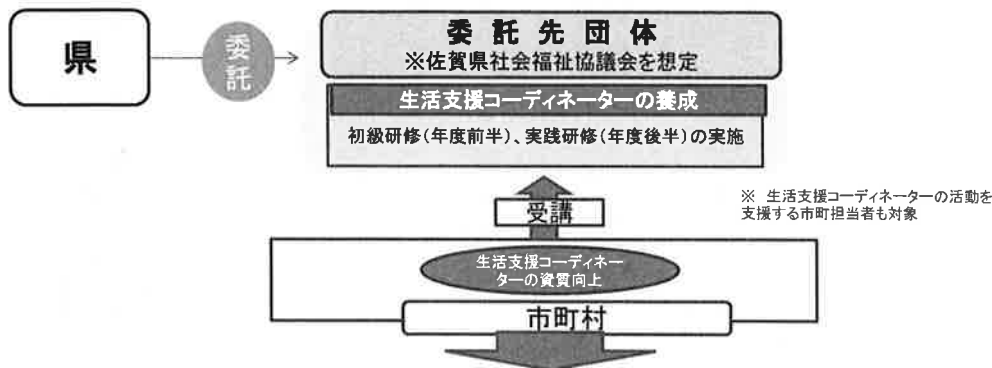 県
委託
委託先団体
※佐賀県社会福祉協議会を想定
生活支援コーディネーターの養成
初級研修(年度前半)、実践研修(年度後半)の実施
受講
※ 生活支援コーディネーターの活動を
支援する市町担当者も対象
生活支援コーディネー
ターの資質向上
市町村